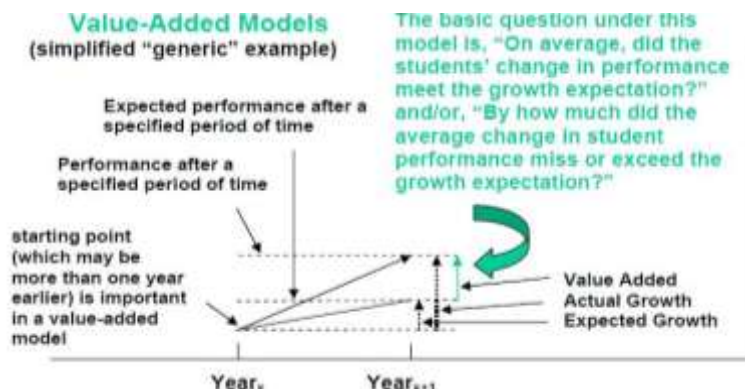 Value-Added Models
(simplified “generic” example)
The basic question under this
model is, “On average, did the
students’ change in performance
meet the growth expectation?”
and/or, “By how much did the
average change in student
performance miss or exceed the
growth expectation?”
Expected performance after a
specified period of time
Performance after a
specified period of time
starting point
(which may be
more than one year
earlier) is important
in a value-added
model
Value Added
Actual Growth
Expected Growth
Year
Year